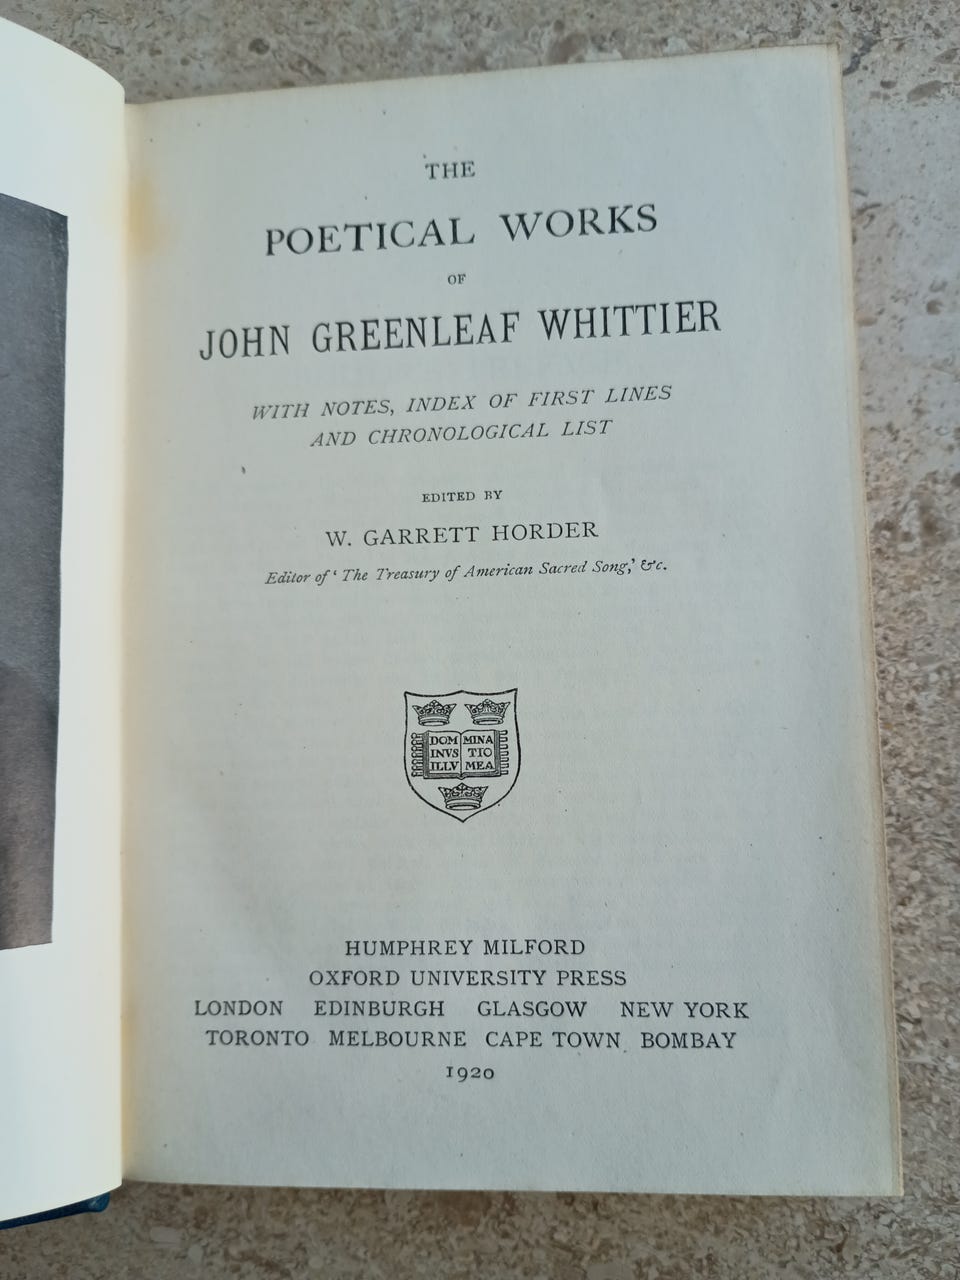 THE
POETICAL WORKS
OF
JOHN GREENLEAF WHITTIER
WITH NOTES, INDEX OF FIRST LINES
AND CHRONOLOGICAL LIST
EDITED BY
W. GARRETT HORDER
Editor of ‘ The Treasury of American Sacred Song,’ &c.
DOM MINA
INVS TIO
ILLV MEA
HUMPHREY MILFORD
OXFORD UNIVERSITY PRESS
LONDON EDINBURGH GLASGOW NEW YORK
TORONTO MELBOURNE CAPE TOWN BOMBAY
1920